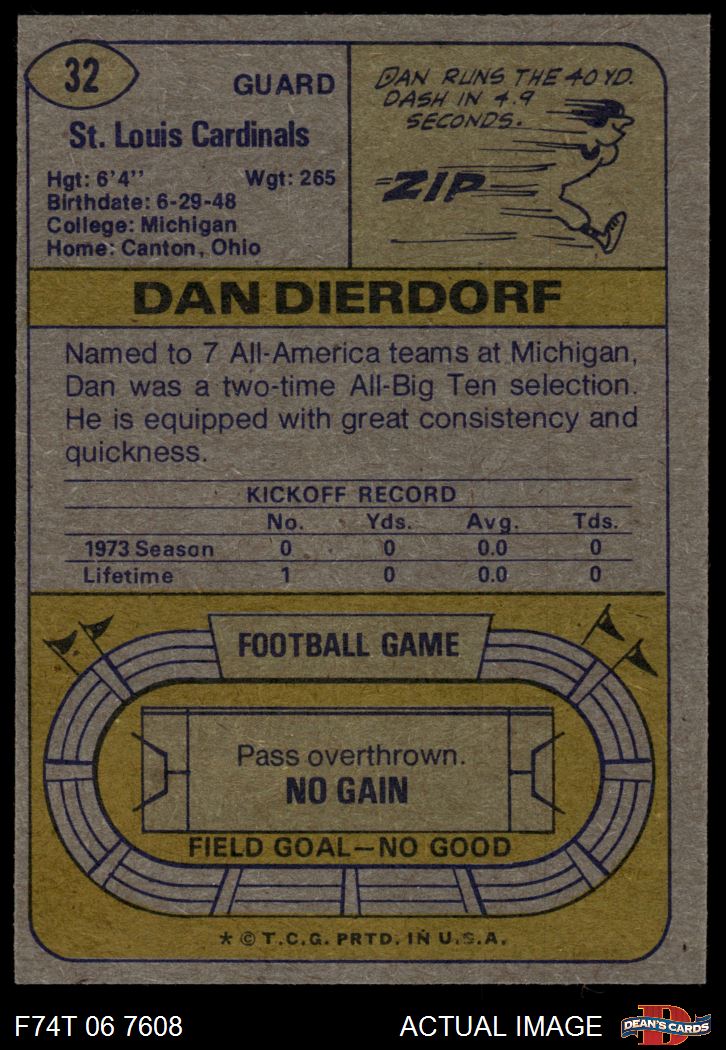 32
GUARD
St. Louis Cardinals
Hgt: 6'4'' Wgt: 265
Birthdate: 6-29-48
College: Michigan
Home: Canton, Ohio
DAN RUNS THE 40 YD.
DASH IN 4.9
SECONDS.
ZIP
DAN DIERDORF
Named to 7 All-America teams at Michigan,
Dan was a two-time All-Big Ten selection.
He is equipped with great consistency and
quickness.
KICKOFF RECORD
No. Yds. Avg. Tds.
1973 Season 0 0 0.0 0
Lifetime 1 0 0.0 0
FOOTBALL GAME
Pass overthrown.
NO GAIN
FIELD GOAL—NO GOOD
* © T.C.G. PRTD. IN U.S.A.
F74T 06 7608 ACTUAL IMAGE
D
DEAN'S CARDS